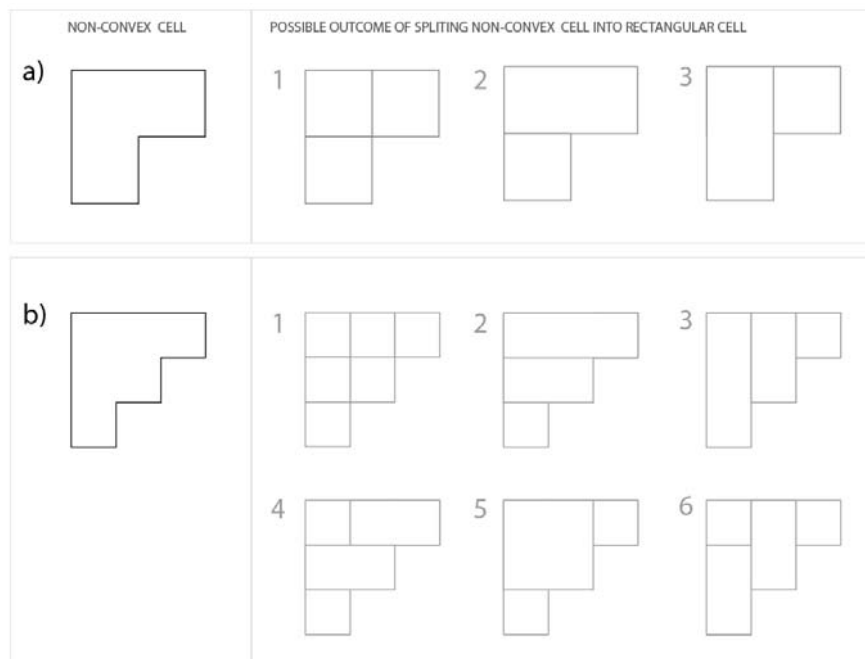 NON-CONVEX CELL
POSSIBLE OUTCOME OF SPLITING NON-CONVEX CELL INTO RECTANGULAR CELL
a)
1
2
3
b)
1
2
3
4
5
6